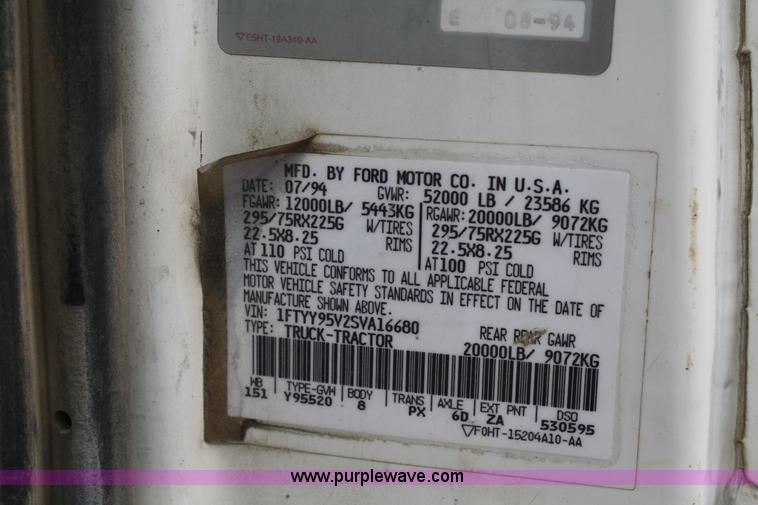 E 08-94
E5HT-19A349-AA
MFD. BY FORD MOTOR CO. IN U.S.A.
DATE: 07/94 GVWR: 52000 LB / 23586 KG
FGAWR: 12000LB/ 5443KG RGAWR: 20000LB/ 9072KG
295/75RX225G W/TIRES 295/75RX225G W/TIRES
22.5X8.25 RIMS 22.5X8.25 RIMS
AT 110 PSI COLD AT100 PSI COLD
THIS VEHICLE CONFORMS TO ALL APPLICABLE FEDERAL
MOTOR VEHICLE SAFETY STANDARDS IN EFFECT ON THE DATE OF
MANUFACTURE SHOWN ABOVE.
VIN: 1FTYY95V2SVA16680
TYPE: TRUCK-TRACTOR REAR REAR GAWR
20000LB/ 9072KG
WB TYPE-GVW BODY TRANS AXLE EXT PNT DSO
151 Y95520 8 PX 6D ZA 530595
F0HT-15204A10-AA
www.purplewave.com